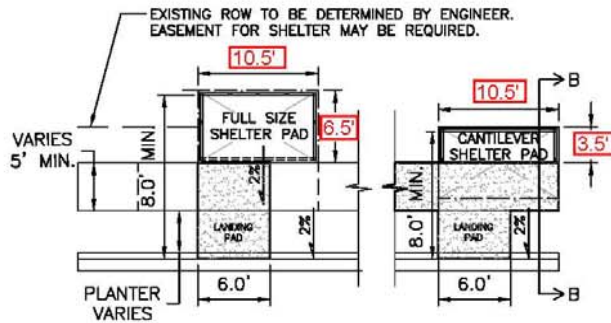 EXISTING ROW TO BE DETERMINED BY ENGINEER.
EASEMENT FOR SHELTER MAY BE REQUIRED.
10.5'
FULL SIZE
SHELTER PAD
6.5'
VARIES
5' MIN.
MIN.
8.0'
2%
LANDING
PAD
2%
6.0'
PLANTER
VARIES
10.5'
B
CANTILEVER
SHELTER PAD
3.5'
MIN.
8.0'
LANDING
PAD
2%
6.0'
B